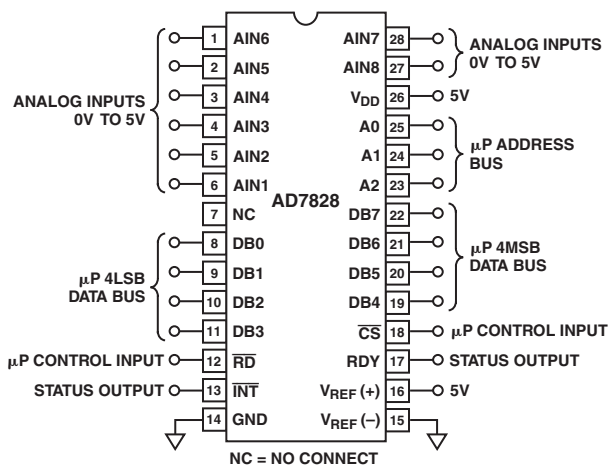 1 AIN6 AIN7 28
2 AIN5 AIN8 27
ANALOG INPUTS
0V TO 5V
ANALOG INPUTS
0V TO 5V
3 AIN4 VDD 26 5V
4 AIN3 A0 25
5 AIN2 A1 24
6 AIN1 A2 23
μP ADDRESS
BUS
AD7828
7 NC DB7 22
8 DB0 DB6 21
9 DB1 DB5 20
10 DB2 DB4 19
μP 4LSB
DATA BUS
μP 4MSB
DATA BUS
11 DB3 C̅S̅ 18 μP CONTROL INPUT
μP CONTROL INPUT 12 R̅D̅ RDY 17 STATUS OUTPUT
STATUS OUTPUT 13 I̅N̅T̅ VREF (+) 16 5V
14 GND VREF (–) 15
NC = NO CONNECT